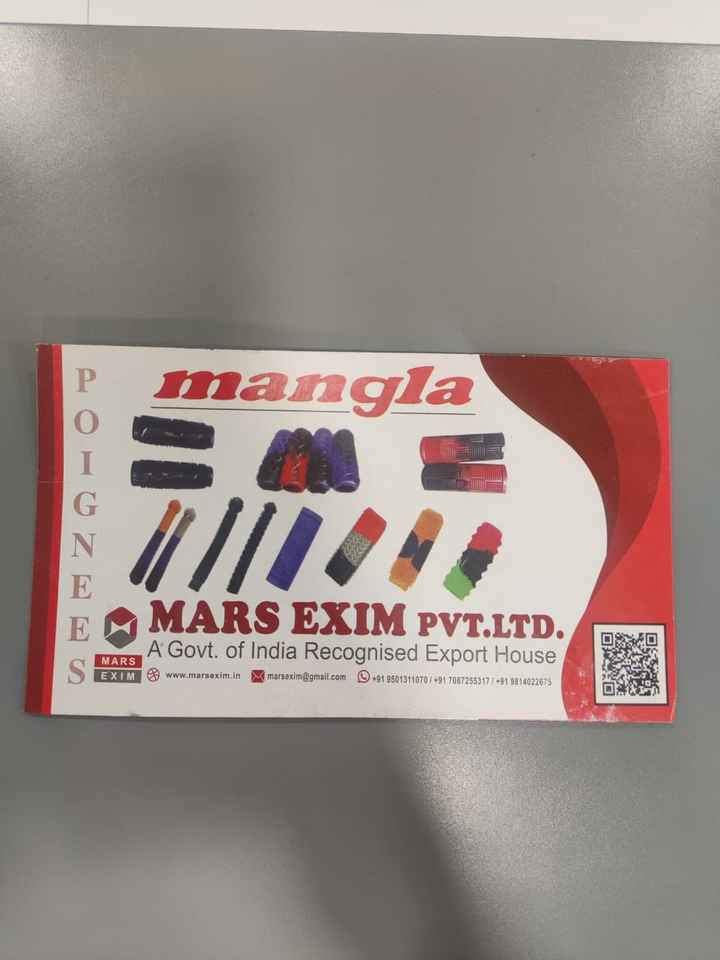 POIGNEES
mangla
MARS EXIM PVT.LTD.
A Govt. of India Recognised Export House
MARS
EXIM
www.marsexim.in marsexim@gmail.com +91 9501311070 / +91 7087255317 / +91 9814022675